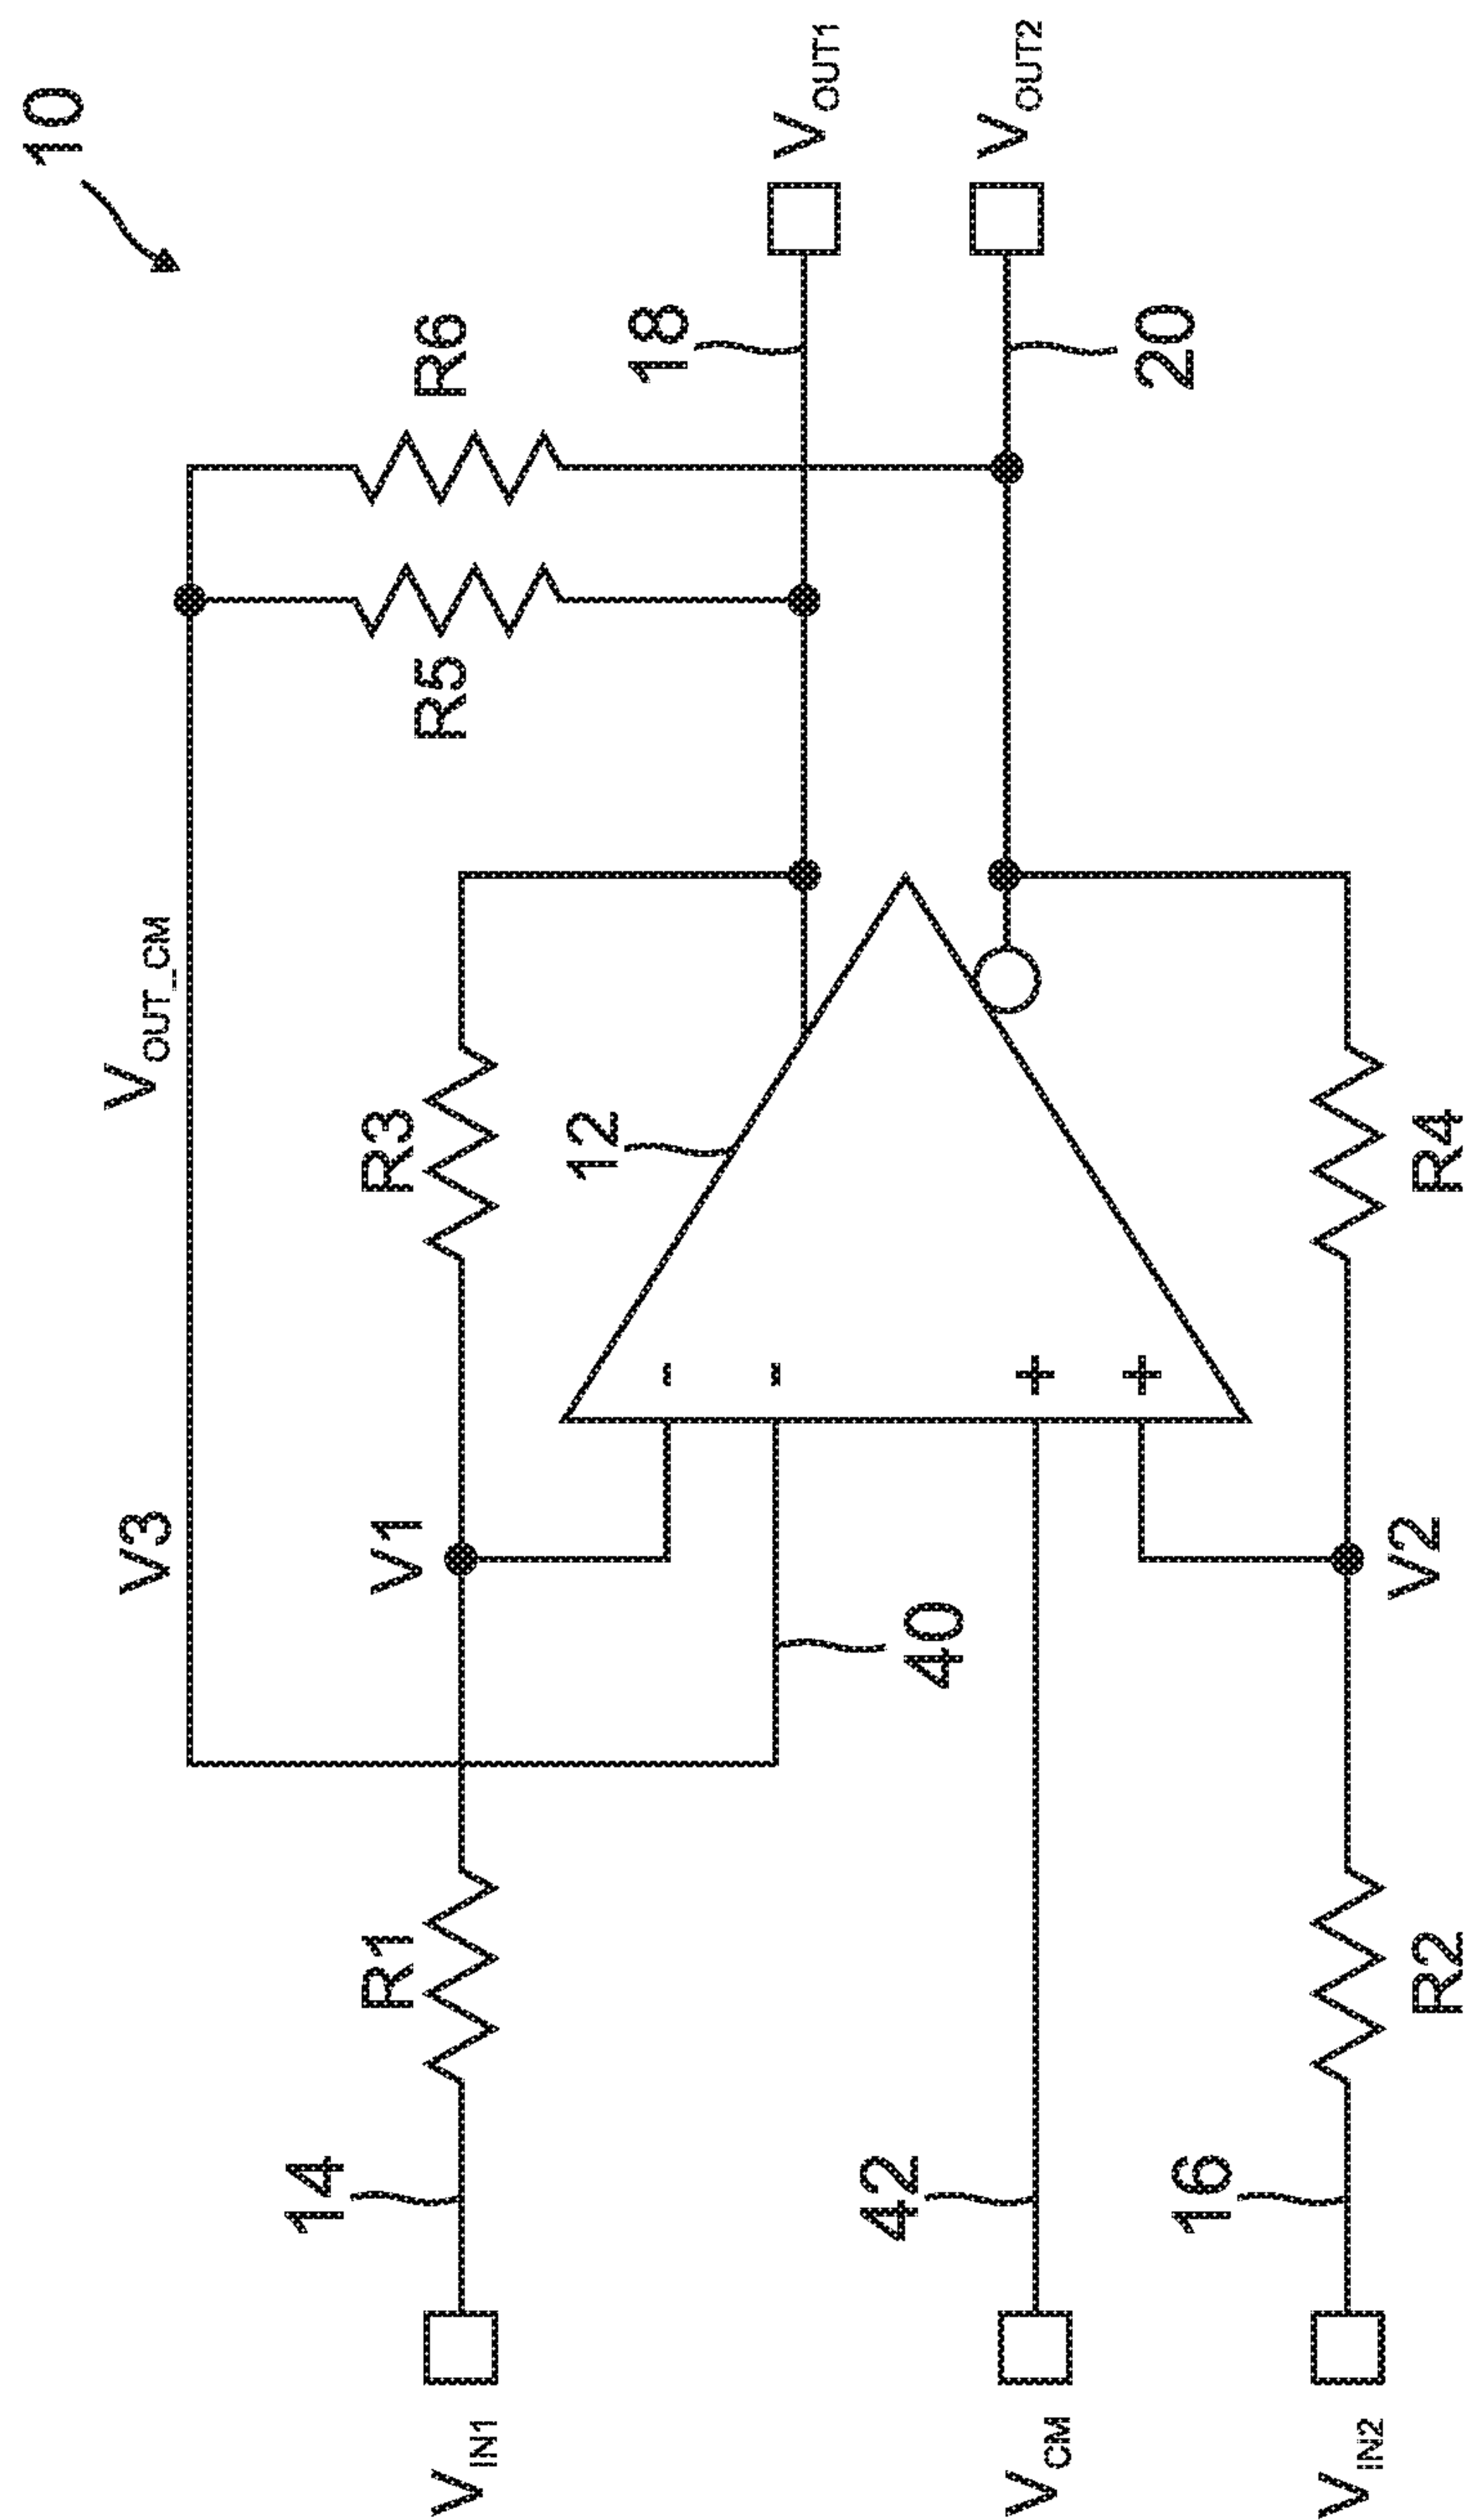 10
V3
VOUT_CM
R5
R6
14
R1
V1
R3
12
18
VOUT1
VIN1
-
-
40
VOUT2
42
VCM
+
+
20
16
VIN2
R2
V2
R4